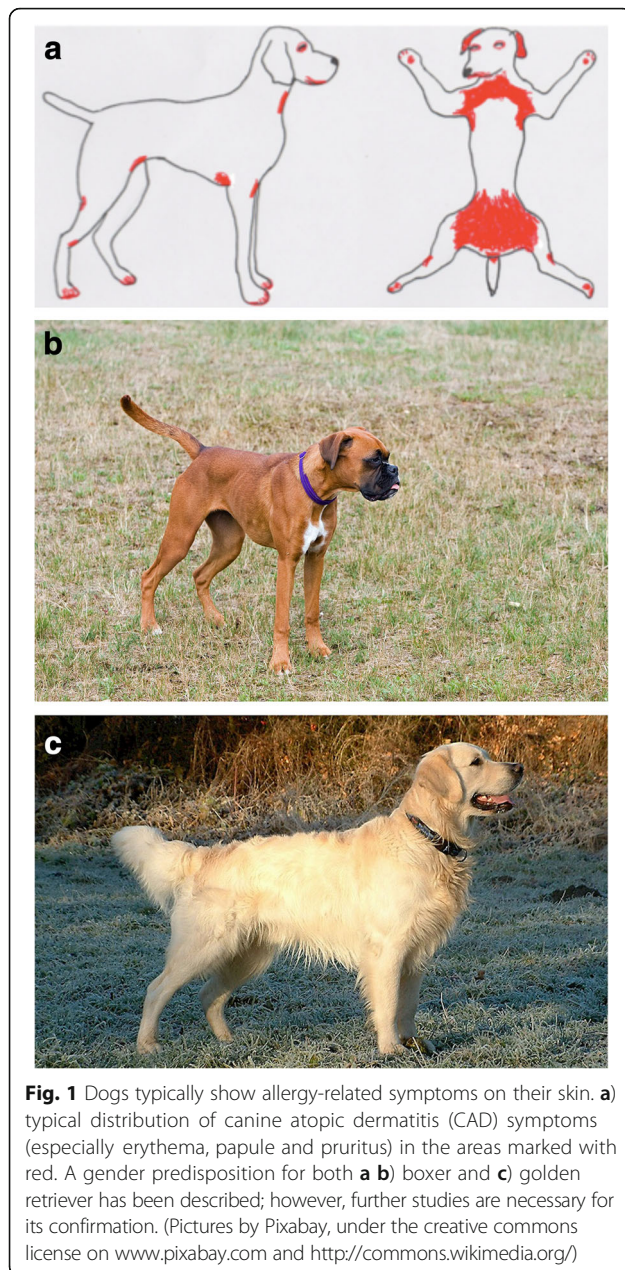 a
b
c
Fig. 1 Dogs typically show allergy-related symptoms on their skin. a)
typical distribution of canine atopic dermatitis (CAD) symptoms
(especially erythema, papule and pruritus) in the areas marked with
red. A gender predisposition for both a b) boxer and c) golden
retriever has been described; however, further studies are necessary for
its confirmation. (Pictures by Pixabay, under the creative commons
license on www.pixabay.com and http://commons.wikimedia.org/)